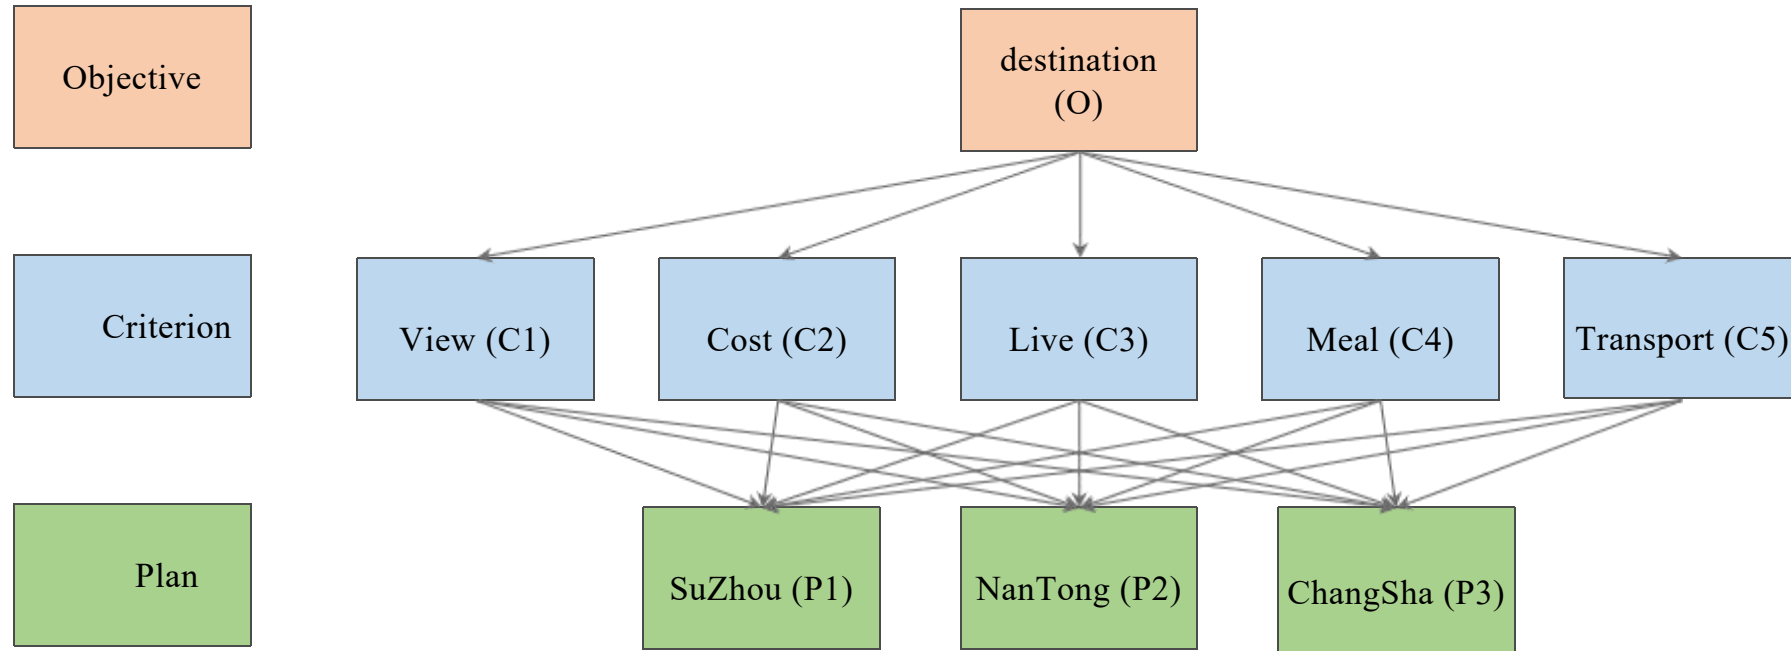 Objective
destination
(O)
Criterion
View (C1)
Cost (C2)
Live (C3)
Meal (C4)
Transport (C5)
Plan
SuZhou (P1)
NanTong (P2)
ChangSha (P3)